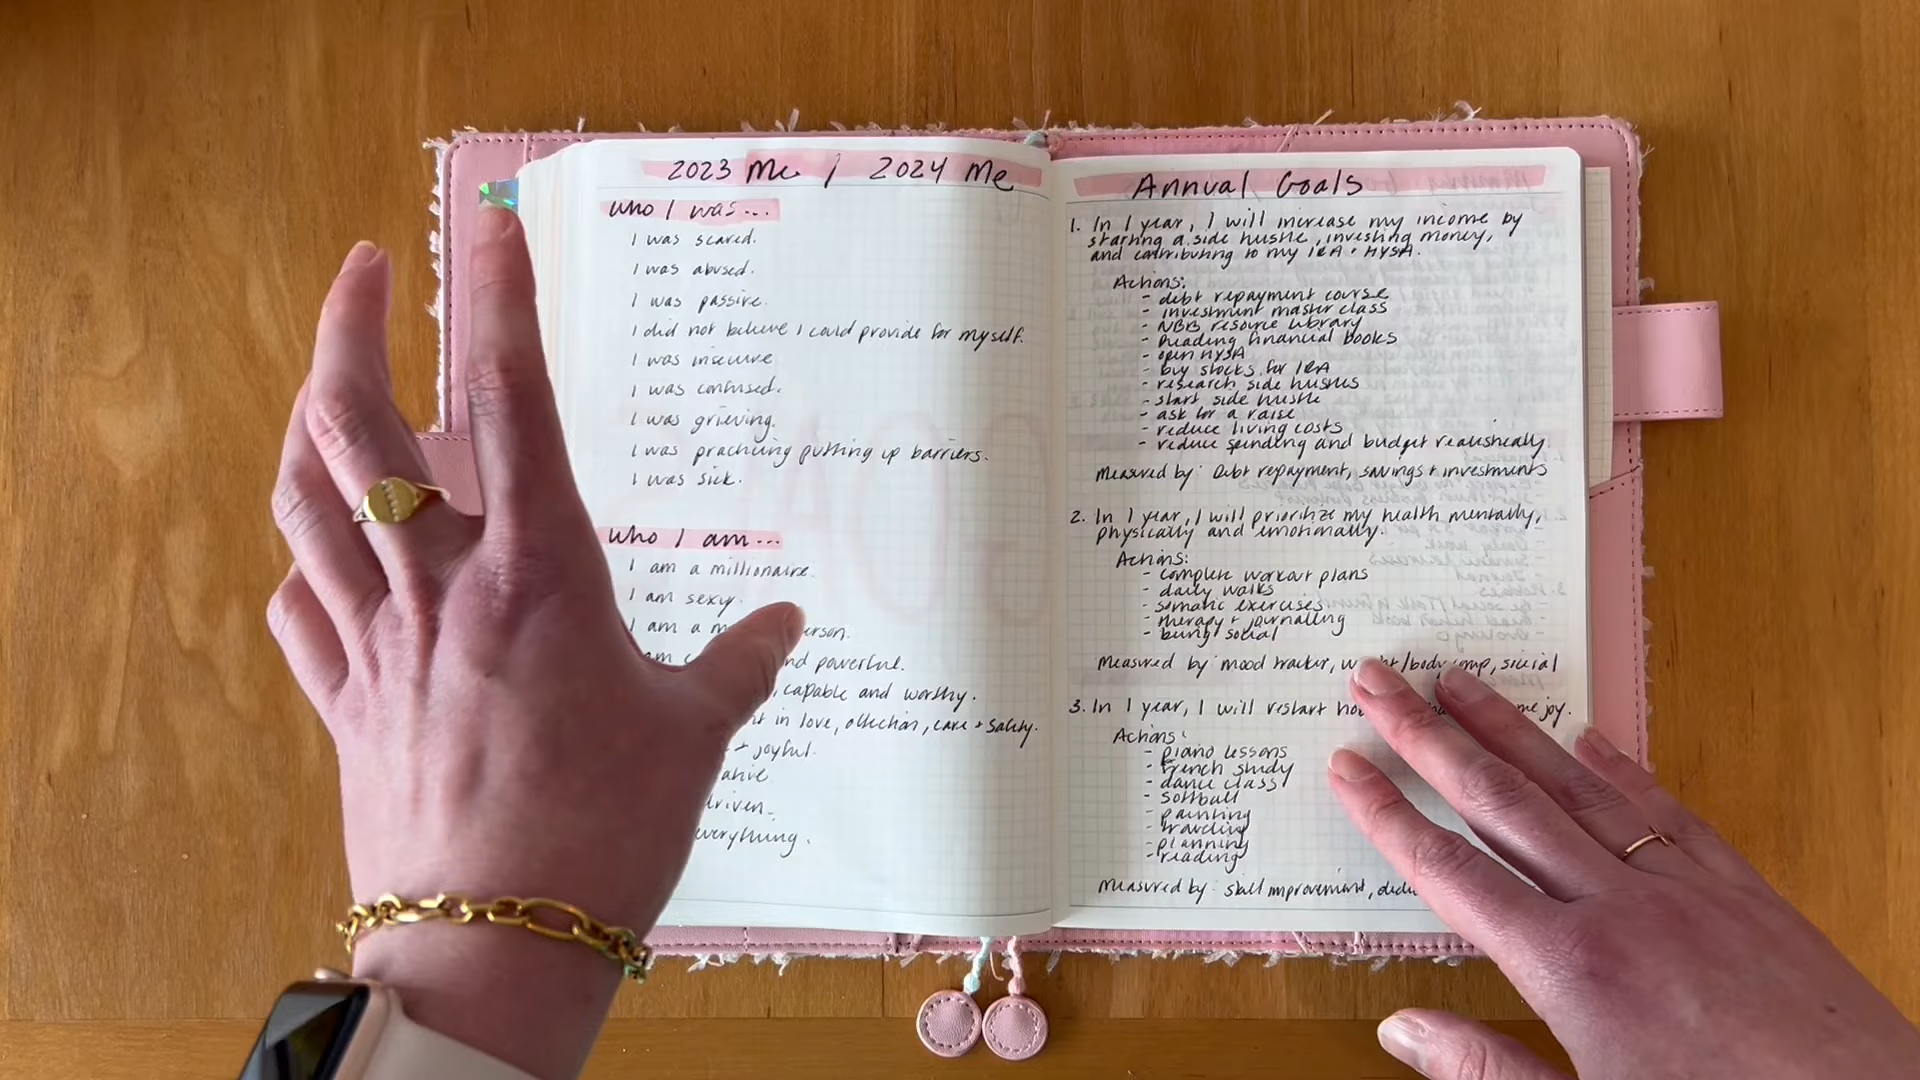 2023 Me / 2024 Me
Who I was...
I was scared.
I was abused.
I was passive.
I did not believe I could provide for myself.
I was insecure
I was confused.
I was grieving.
I was practicing putting up barriers.
I was sick.
Who I am...
I am a millionaire.
I am sexy.
I am a
and powerful.
capable and worthy.
in love, affection, care + safety.
+ joyful.
driven.
everything.
Annual Goals
1. In 1 year, I will increase my income by
starting a side hustle, investing money,
and contributing to my IRA + HYSA.
Actions:
- debt repayment course
- investment master class
- NBB resource library
- reading financial books
- open HYSA
- buy stocks for IRA
- research side hustles
- start side hustle
- ask for a raise
- reduce living costs
- reduce spending and budget realistically.
Measured by: Debt repayment, savings + investments
2. In 1 year, I will prioritize my health mentally,
physically and emotionally.
Actions:
- complete workout plans
- daily walks
- somatic exercises
- therapy + journalling
- being social
Measured by: mood tracker, /body comp, social
3. In 1 year, I will restart me joy.
Actions:
- piano lessons
- French study
- dance class
- softball
- painting
- traveling
- planning
- reading
Measured by: skill improvement,